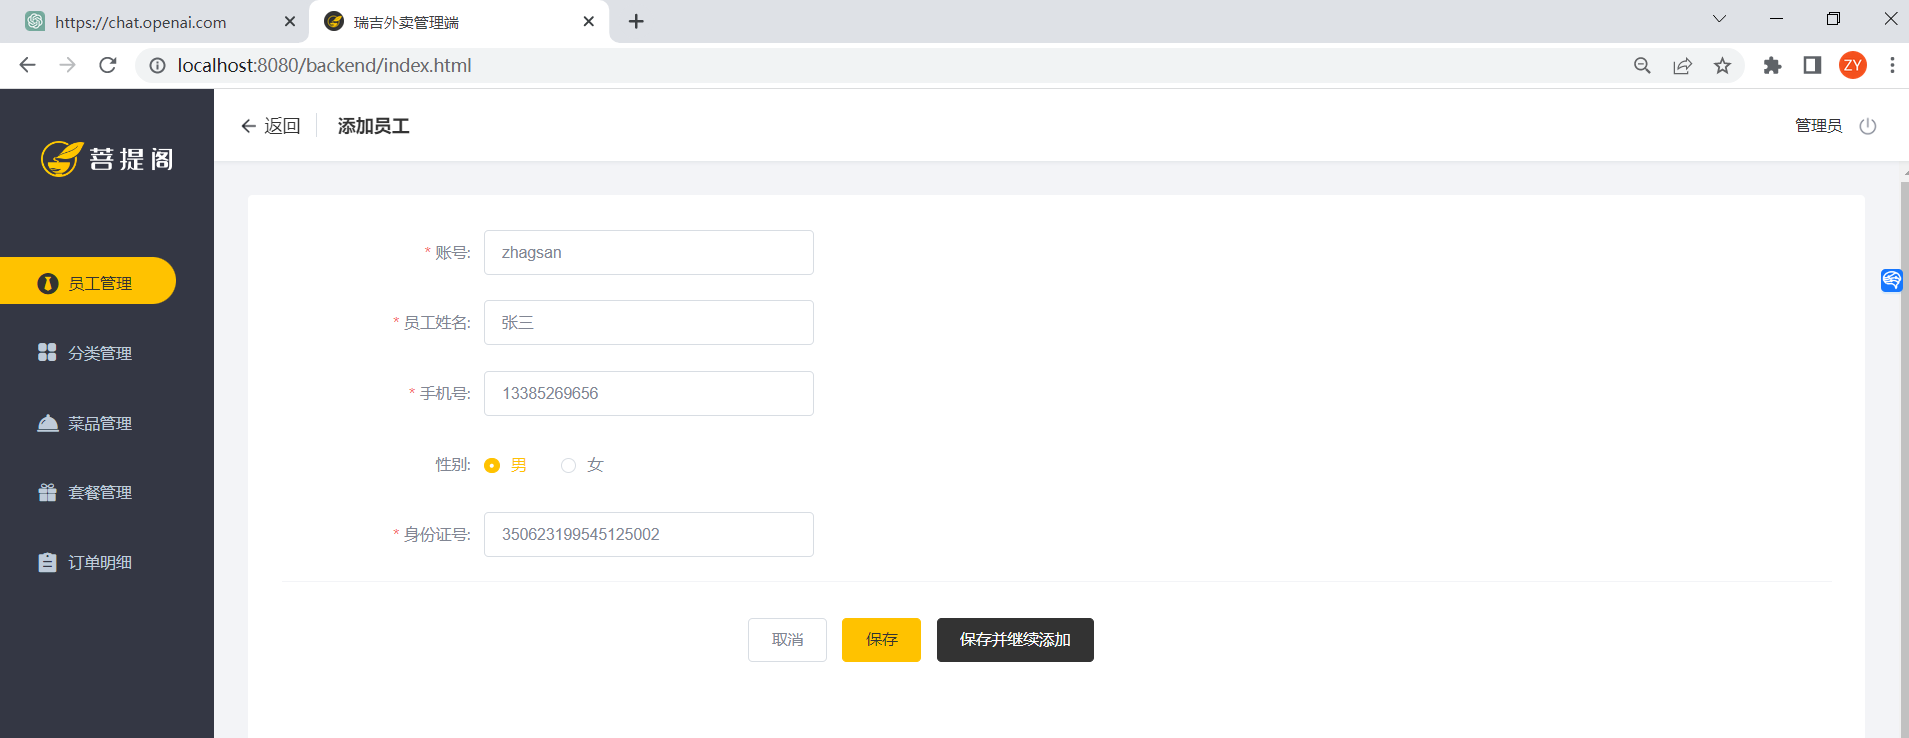 https://chat.openai.com
瑞吉外卖管理端
localhost:8080/backend/index.html
ZY
菩提阁
返回
添加员工
管理员
员工管理
分类管理
菜品管理
套餐管理
订单明细
* 账号: zhagsan
* 员工姓名: 张三
* 手机号: 13385269656
性别: 男 女
* 身份证号: 350623199545125002
取消 保存 保存并继续添加